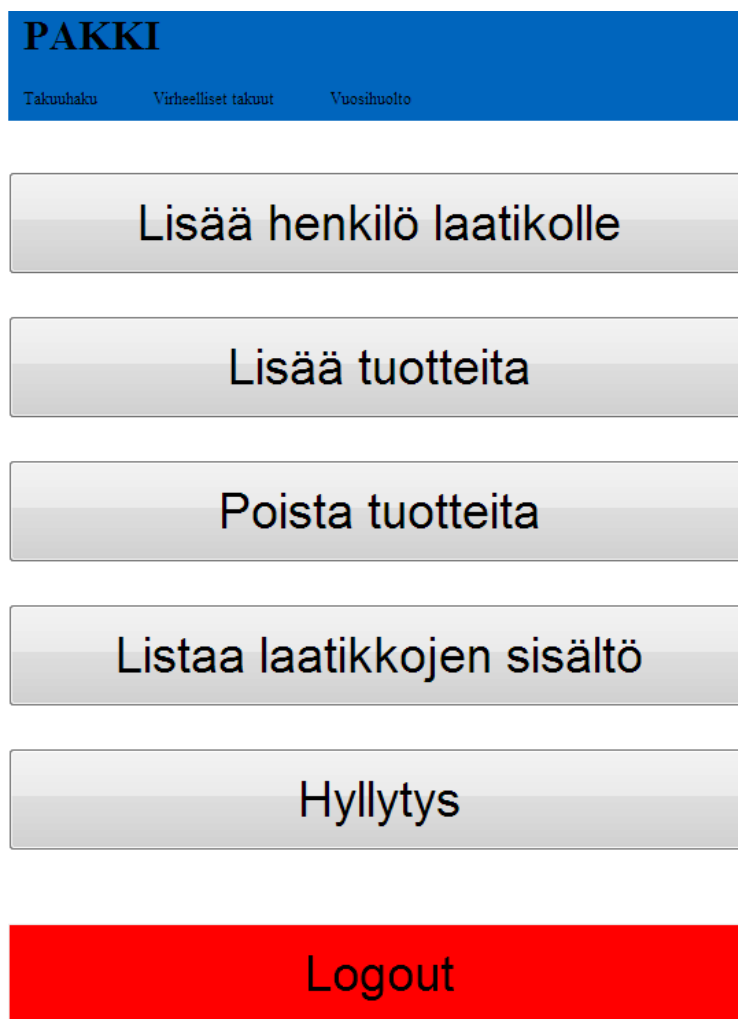 PAKKI
Takuuhaku Virheelliset takuut Vuosihuolto
Lisää henkilö laatikolle
Lisää tuotteita
Poista tuotteita
Listaa laatikkojen sisältö
Hyllytys
Logout